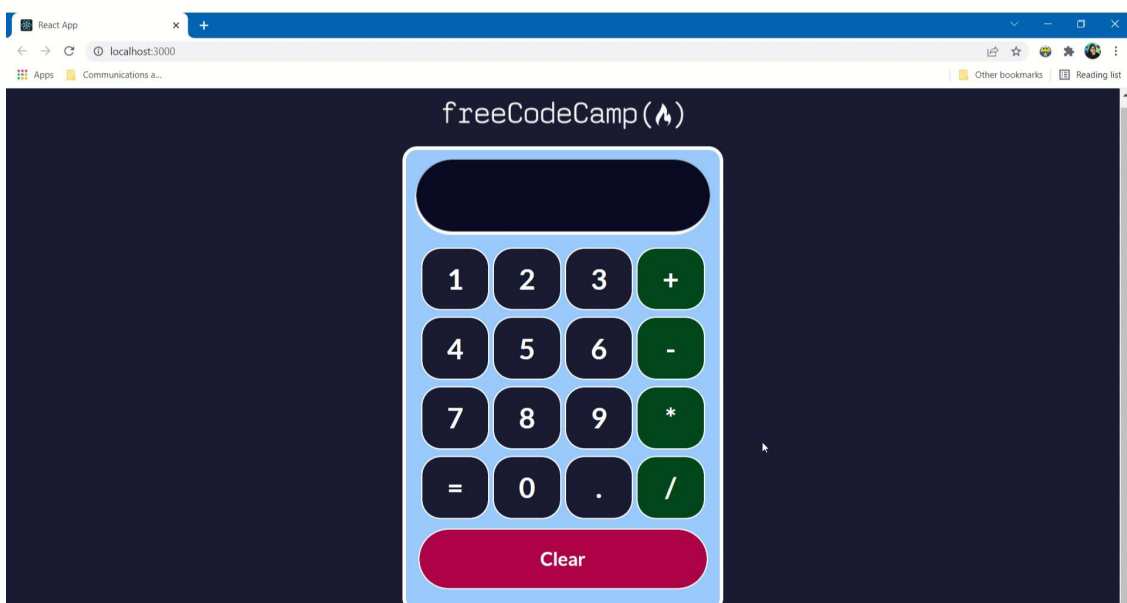 React App
localhost:3000
Apps Communications a... Other bookmarks Reading list
freeCodeCamp(🔥)
1 2 3 +
4 5 6 -
7 8 9 *
= 0 . /
Clear